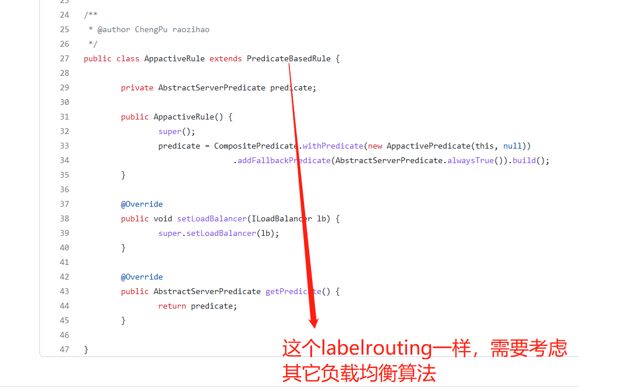 23
24 /**
25 * @author ChengPu raozihao
26 */
27 public class AppactiveRule extends PredicateBasedRule {
28
29 private AbstractServerPredicate predicate;
30
31 public AppactiveRule() {
32 super();
33 predicate = CompositePredicate.withPredicate(new AppactivePredicate(this, null))
34 .addFallbackPredicate(AbstractServerPredicate.alwaysTrue()).build();
35 }
36
37 @Override
38 public void setLoadBalancer(ILoadBalancer lb) {
39 super.setLoadBalancer(lb);
40 }
41
42 @Override
43 public AbstractServerPredicate getPredicate() {
44 return predicate;
45 }
46
47 }
这个labelrouting一样，需要考虑
其它负载均衡算法